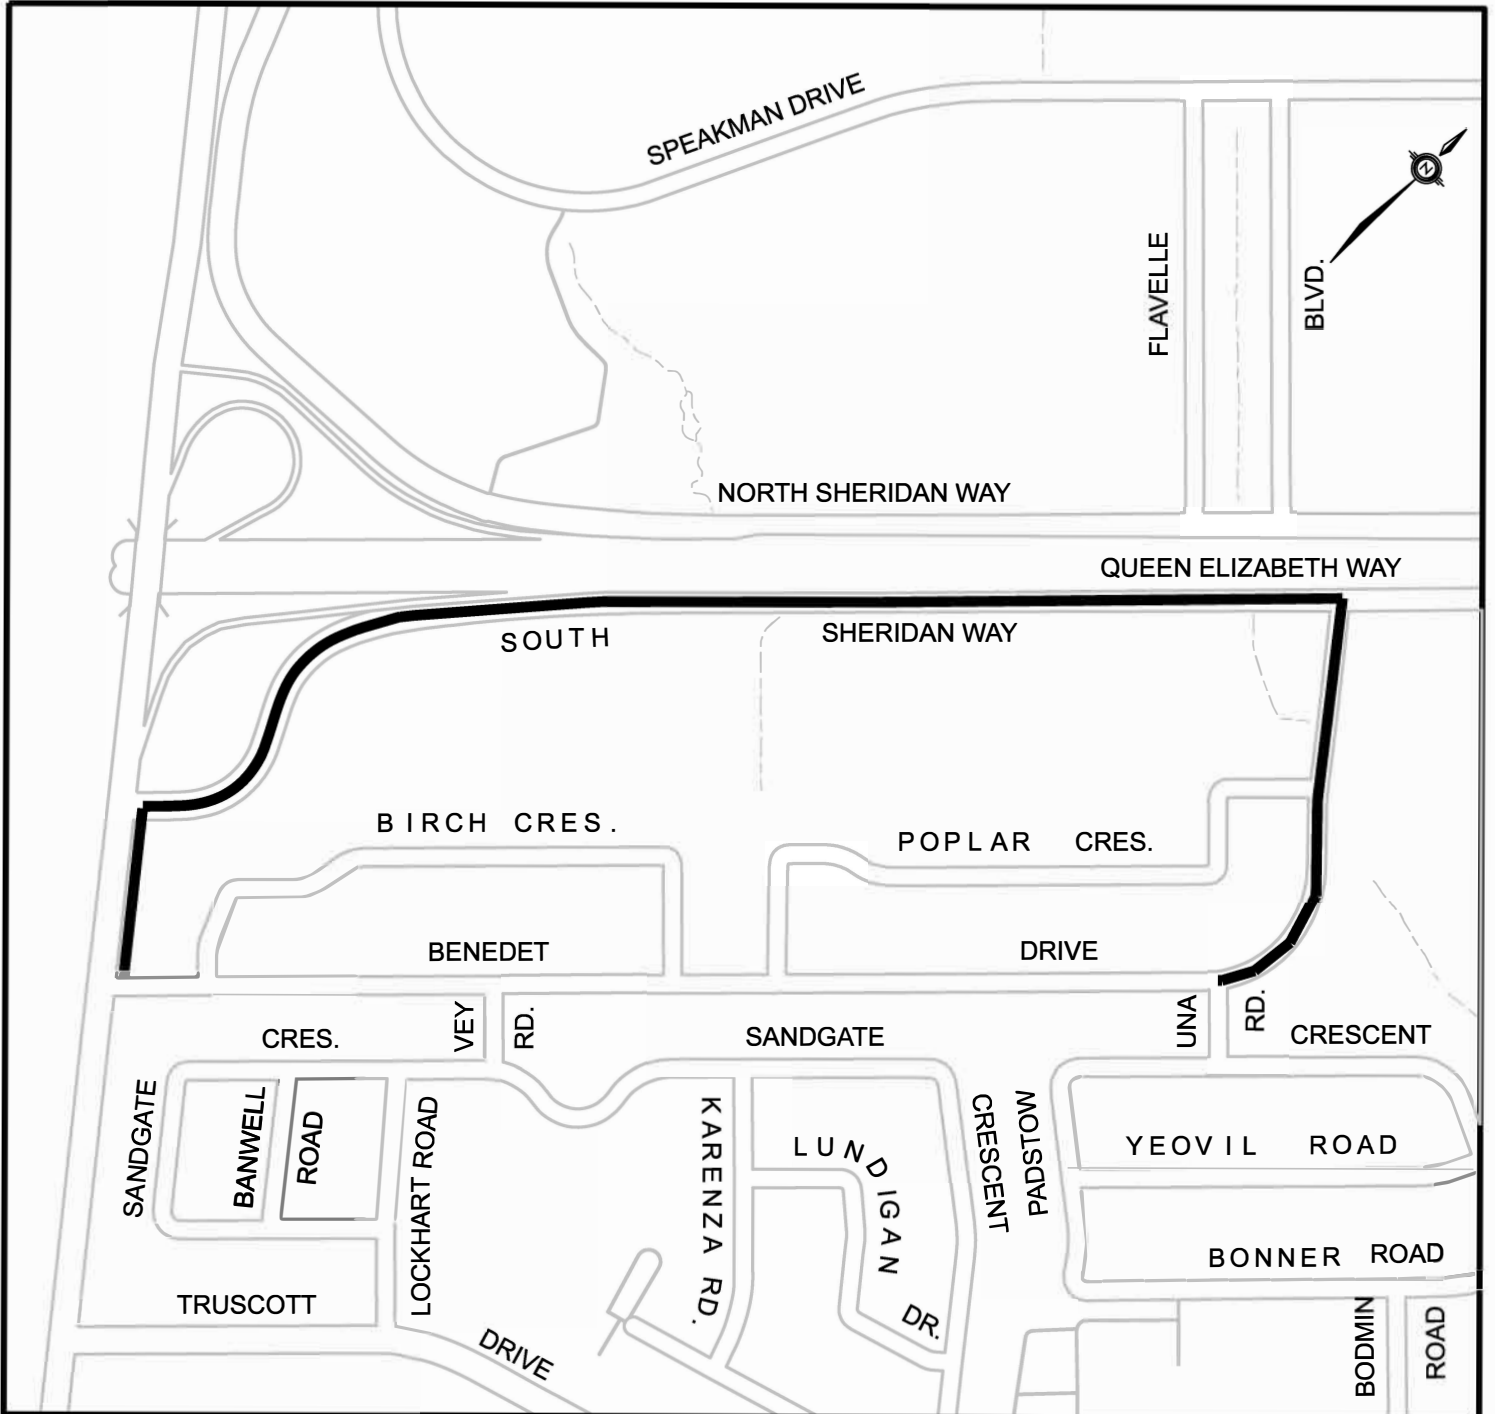 SPEAKMAN DRIVE
N
FLAVELLE
BLVD.
NORTH SHERIDAN WAY
QUEEN ELIZABETH WAY
SOUTH
SHERIDAN WAY
BIRCH CRES.
POPLAR CRES.
BENEDET
DRIVE
VEY
RD.
UNA
RD.
CRES.
SANDGATE
CRESCENT
SANDGATE
BANWELL
ROAD
LOCKHART ROAD
KARENZA RD.
LUNDIGAN
DR.
CRESCENT
PADSTOW
YEOVIL ROAD
BONNER ROAD
TRUSCOTT
DRIVE
BODMIN
ROAD